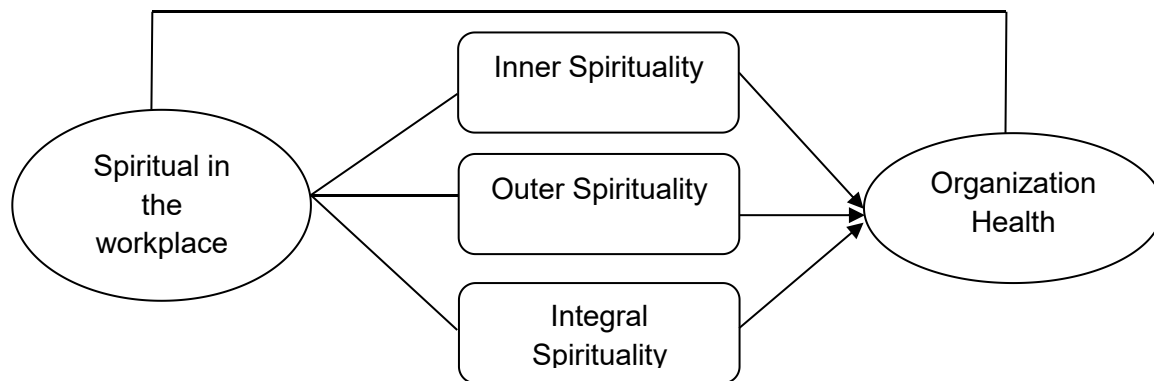 Spiritual in
the
workplace
Inner Spirituality
Outer Spirituality
Integral
Spirituality
Organization
Health